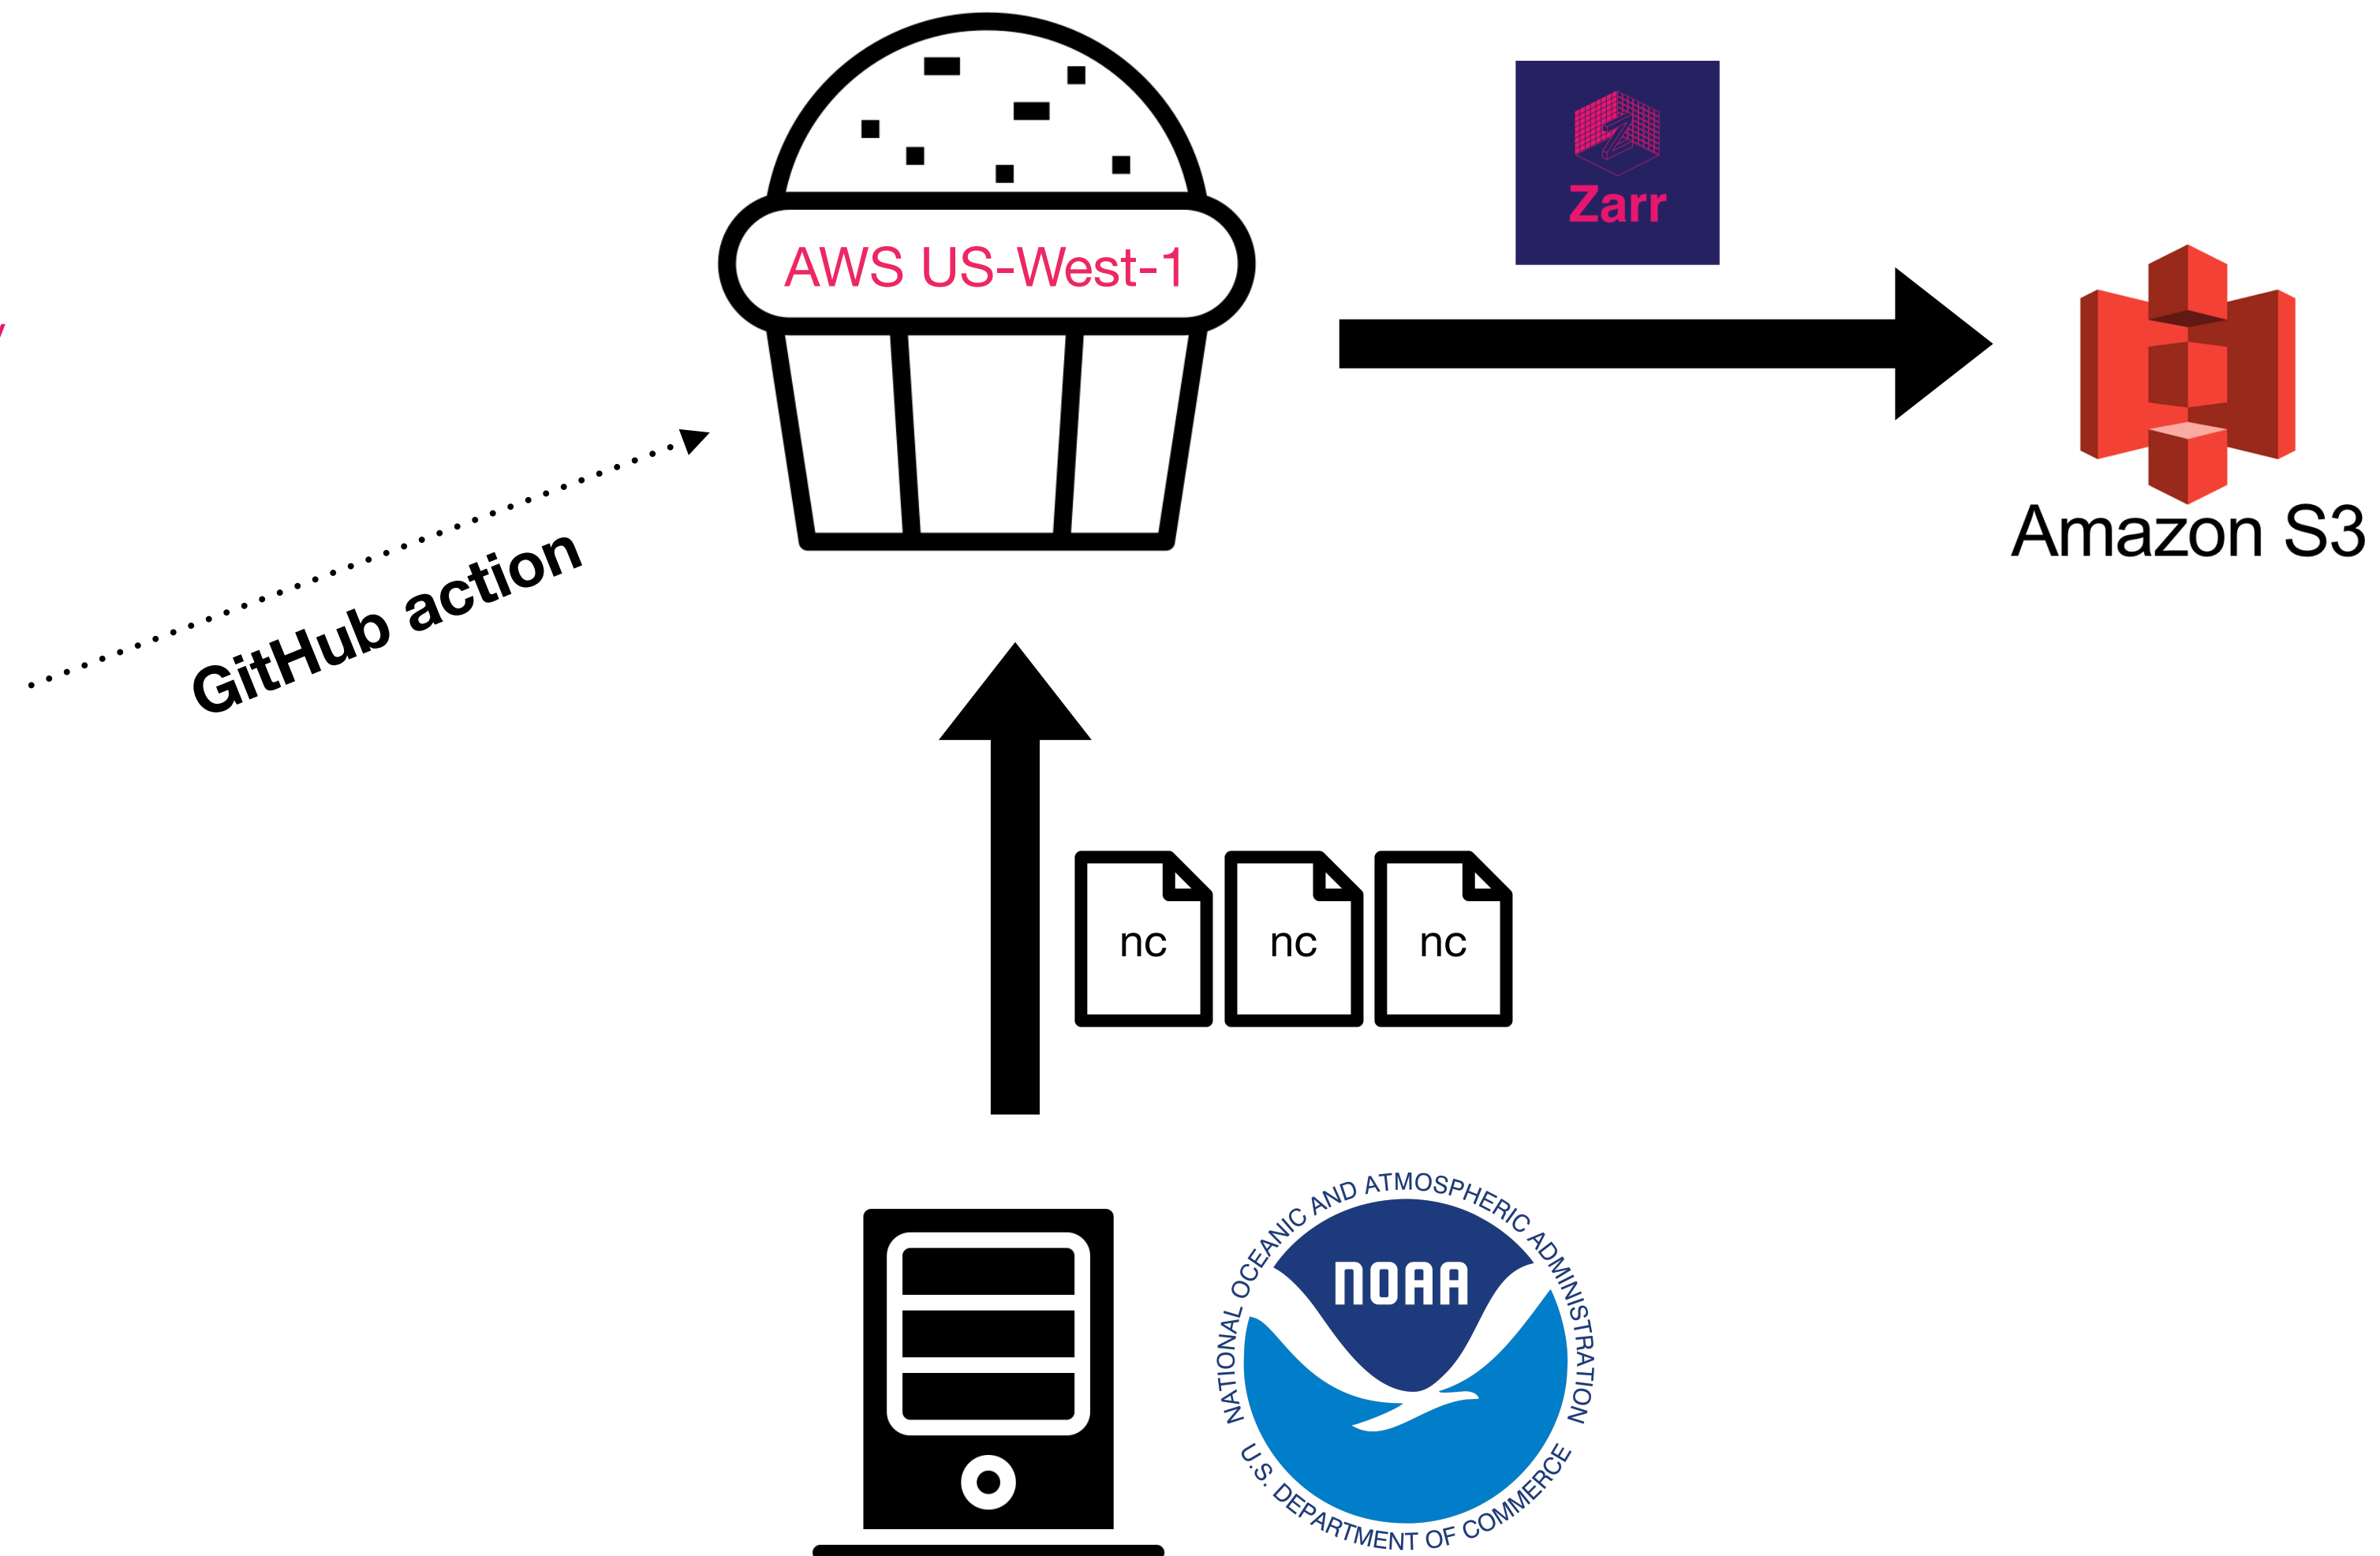 Zarr
AWS US-West-1
Amazon S3
GitHub action
nc nc nc
NATIONAL OCEANIC AND ATMOSPHERIC ADMINISTRATION
NOAA
U.S. DEPARTMENT OF COMMERCE